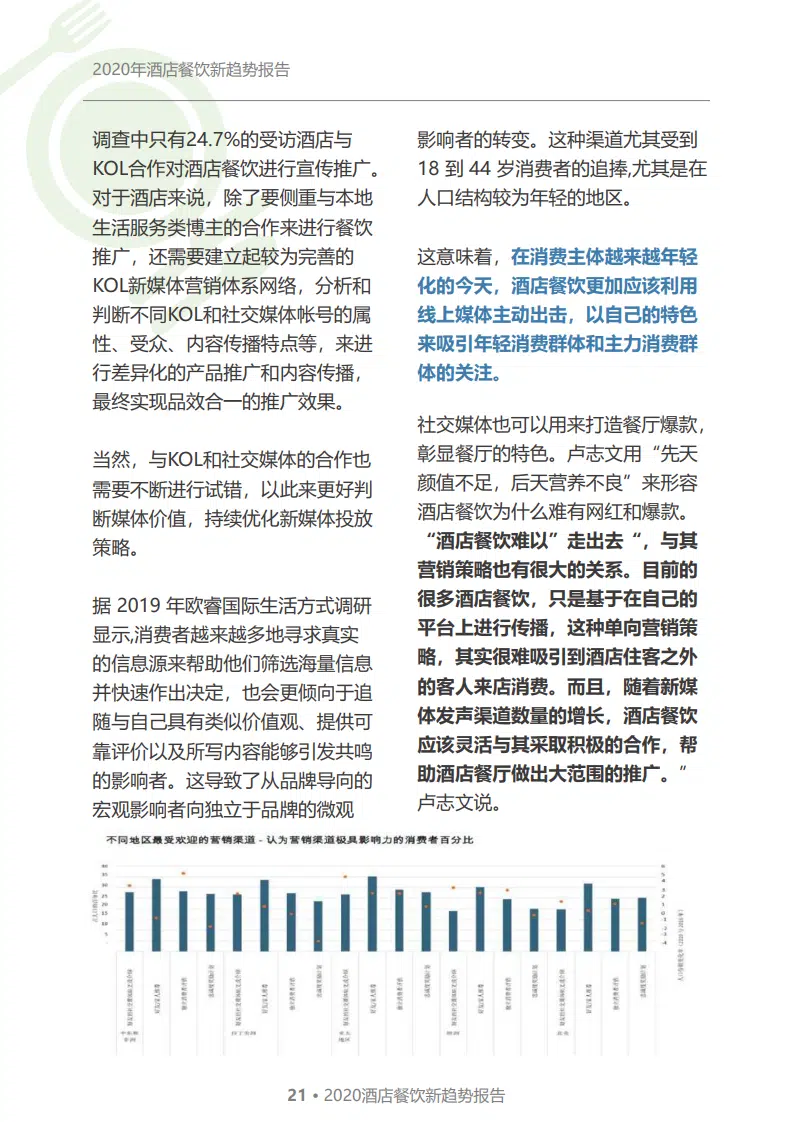 2020年酒店餐饮新趋势报告
调查中只有24.7%的受访酒店与
KOL合作对酒店餐饮进行宣传推广。
对于酒店来说，除了要侧重与本地
生活服务类博主的合作来进行餐饮
推广，还需要建立起较为完善的
KOL新媒体营销体系网络，分析和
判断不同KOL和社交媒体帐号的属
性、受众、内容传播特点等，来进
行差异化的产品推广和内容传播，
最终实现品效合一的推广效果。
当然，与KOL和社交媒体的合作也
需要不断进行试错，以此来更好判
断媒体价值，持续优化新媒体投放
策略。
据 2019 年欧睿国际生活方式调研
显示,消费者越来越多地寻求真实
的信息源来帮助他们筛选海量信息
并快速作出决定，也会更倾向于追
随与自己具有类似价值观、提供可
靠评价以及所写内容能够引发共鸣
的影响者。这导致了从品牌导向的
宏观影响者向独立于品牌的微观
影响者的转变。这种渠道尤其受到
18 到 44 岁消费者的追捧,尤其是在
人口结构较为年轻的地区。
这意味着，在消费主体越来越年轻
化的今天，酒店餐饮更加应该利用
线上媒体主动出击，以自己的特色
来吸引年轻消费群体和主力消费群
体的关注。
社交媒体也可以用来打造餐厅爆款，
彰显餐厅的特色。卢志文用“先天
颜值不足，后天营养不良”来形容
酒店餐饮为什么难有网红和爆款。
“酒店餐饮难以”走出去“，与其
营销策略也有很大的关系。目前的
很多酒店餐饮，只是基于在自己的
平台上进行传播，这种单向营销策
略，其实很难吸引到酒店住客之外
的客人来店消费。而且，随着新媒
体发声渠道数量的增长，酒店餐饮
应该灵活与其采取积极的合作，帮
助酒店餐厅做出大范围的推广。”
卢志文说。
不同地区最受欢迎的营销渠道 - 认为营销渠道极具影响力的消费者百分比
21 • 2020酒店餐饮新趋势报告